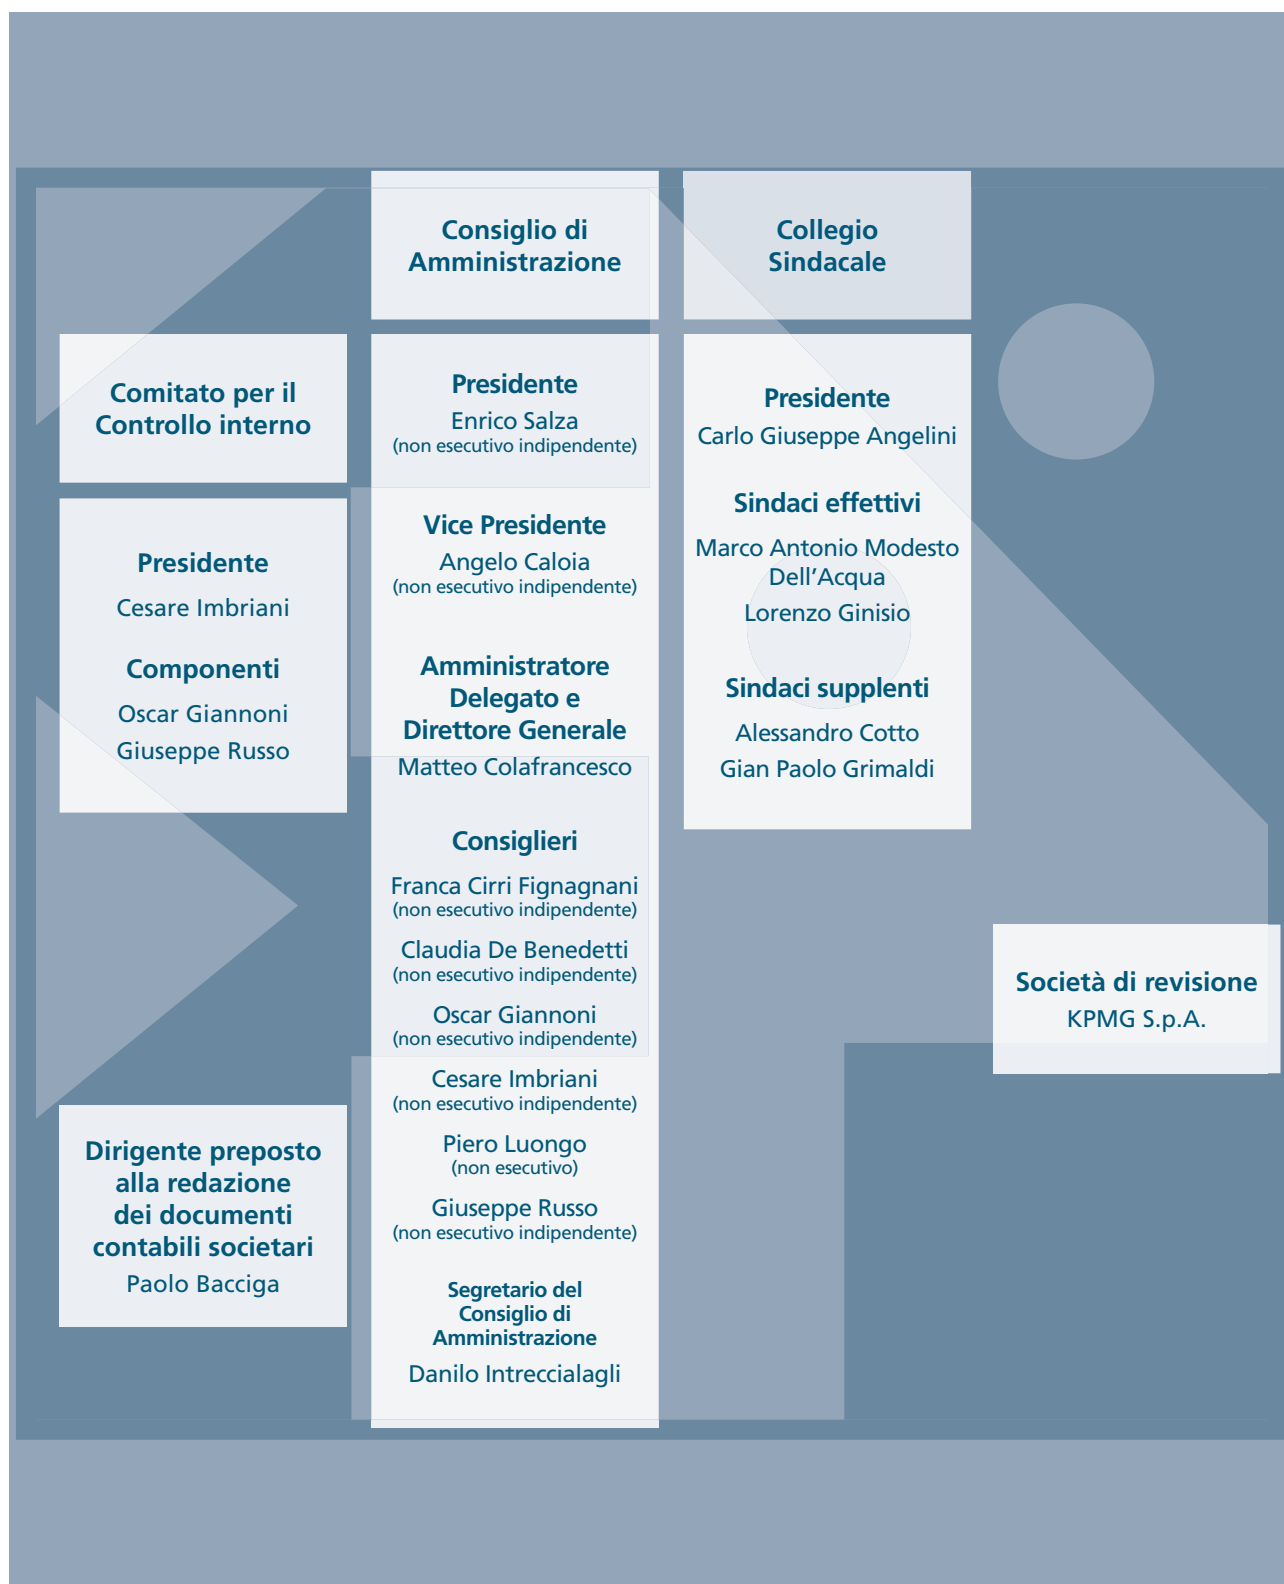 Consiglio di
Amministrazione
Presidente
Enrico Salza
(non esecutivo indipendente)
Vice Presidente
Angelo Caloia
(non esecutivo indipendente)
Amministratore
Delegato e
Direttore Generale
Matteo Colafrancesco
Consiglieri
Franca Cirri Fignagnani
(non esecutivo indipendente)
Claudia De Benedetti
(non esecutivo indipendente)
Oscar Giannoni
(non esecutivo indipendente)
Cesare Imbriani
(non esecutivo indipendente)
Piero Luongo
(non esecutivo)
Giuseppe Russo
(non esecutivo indipendente)
Segretario del
Consiglio di
Amministrazione
Danilo Intreccialagli
Collegio
Sindacale
Presidente
Carlo Giuseppe Angelini
Sindaci effettivi
Marco Antonio Modesto
Dell’Acqua
Lorenzo Ginisio
Sindaci supplenti
Alessandro Cotto
Gian Paolo Grimaldi
Comitato per il
Controllo interno
Presidente
Cesare Imbriani
Componenti
Oscar Giannoni
Giuseppe Russo
Dirigente preposto
alla redazione
dei documenti
contabili societari
Paolo Bacciga
Società di revisione
KPMG S.p.A.